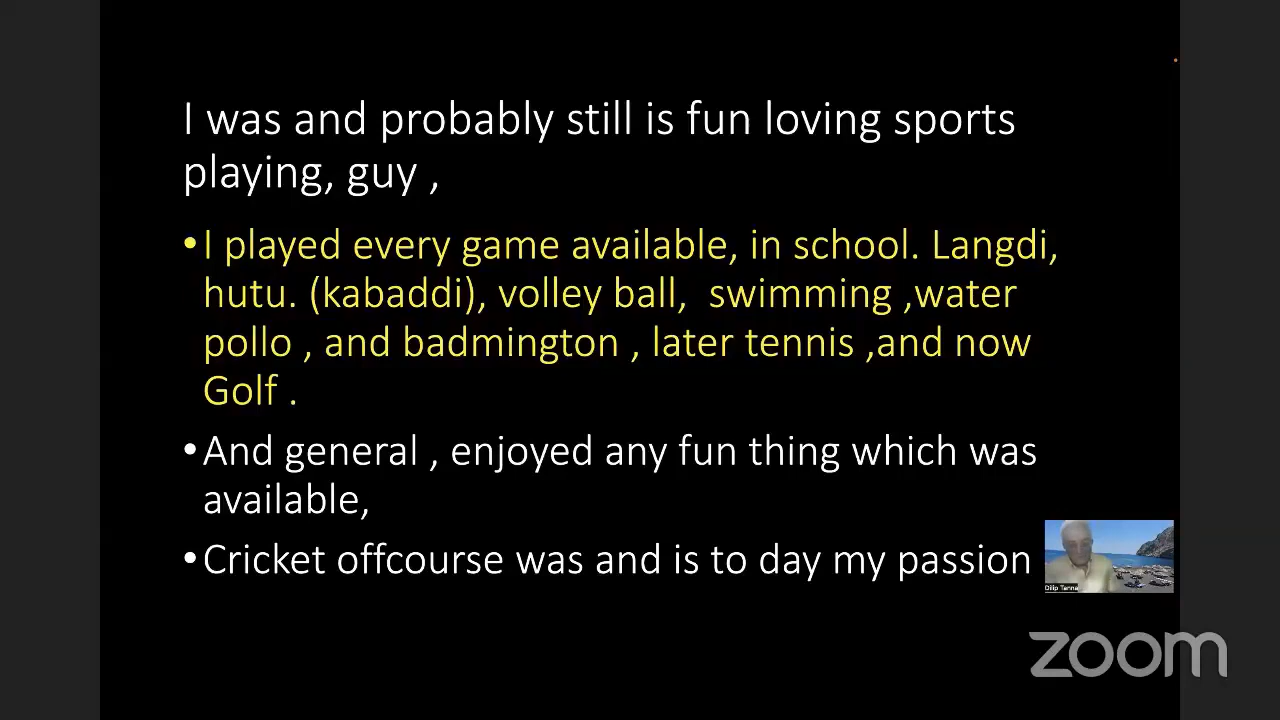 I was and probably still is fun loving sports
playing, guy ,
•I played every game available, in school. Langdi,
hutu. (kabaddi), volley ball, swimming ,water
pollo , and badmington , later tennis ,and now
Golf .
•And general , enjoyed any fun thing which was
available,
•Cricket offcourse was and is to day my passion
Dilip Tanna
zoom